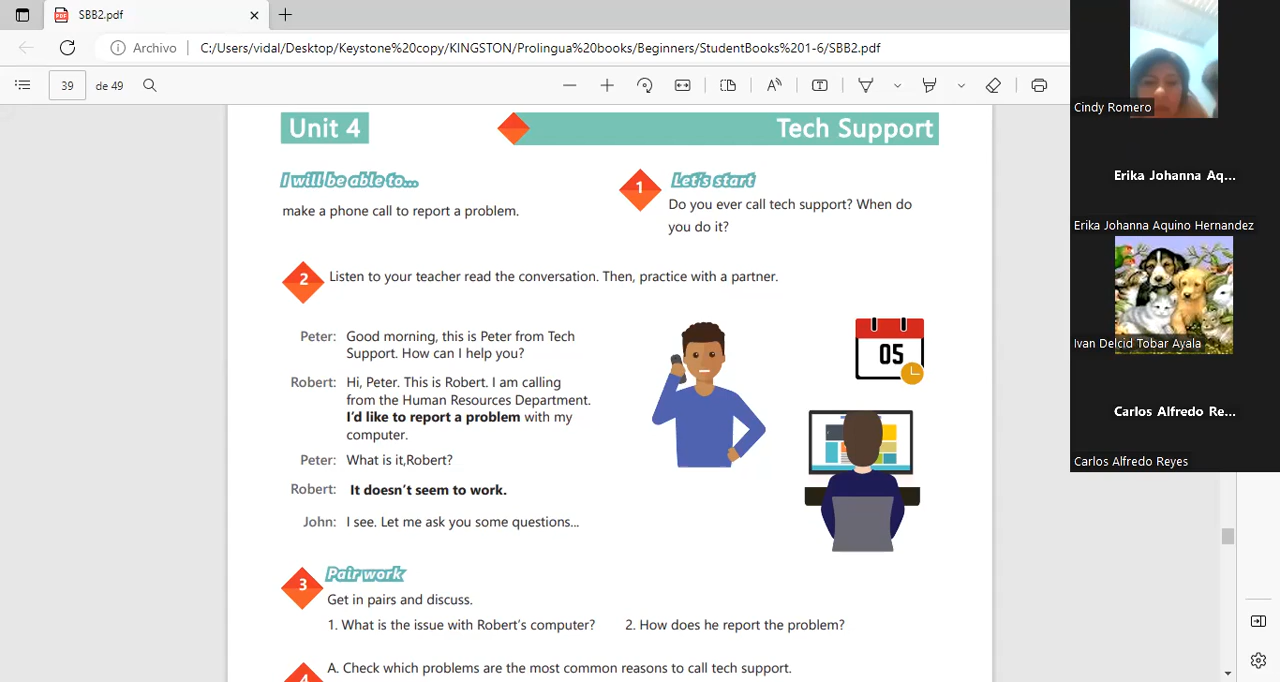 SBB2.pdf
Archivo
C:/Users/vidal/Desktop/Keystone%20copy/KINGSTON/Prolingua%20books/Beginners/StudentBooks%201-6/SBB2.pdf
39 de 49
Unit 4
Tech Support
I will be able to...
make a phone call to report a problem.
1
Let's start
Do you ever call tech support? When do
you do it?
2
Listen to your teacher read the conversation. Then, practice with a partner.
Peter: Good morning, this is Peter from Tech
Support. How can I help you?
Robert: Hi, Peter. This is Robert. I am calling
from the Human Resources Department.
I'd like to report a problem with my
computer.
Peter: What is it,Robert?
Robert: It doesn't seem to work.
John: I see. Let me ask you some questions...
05
3
Pair work
Get in pairs and discuss.
1. What is the issue with Robert's computer? 2. How does he report the problem?
4
A. Check which problems are the most common reasons to call tech support.
Cindy Romero
Erika Johanna Aq...
Erika Johanna Aquino Hernandez
Ivan Delcid Tobar Ayala
Carlos Alfredo Re...
Carlos Alfredo Reyes